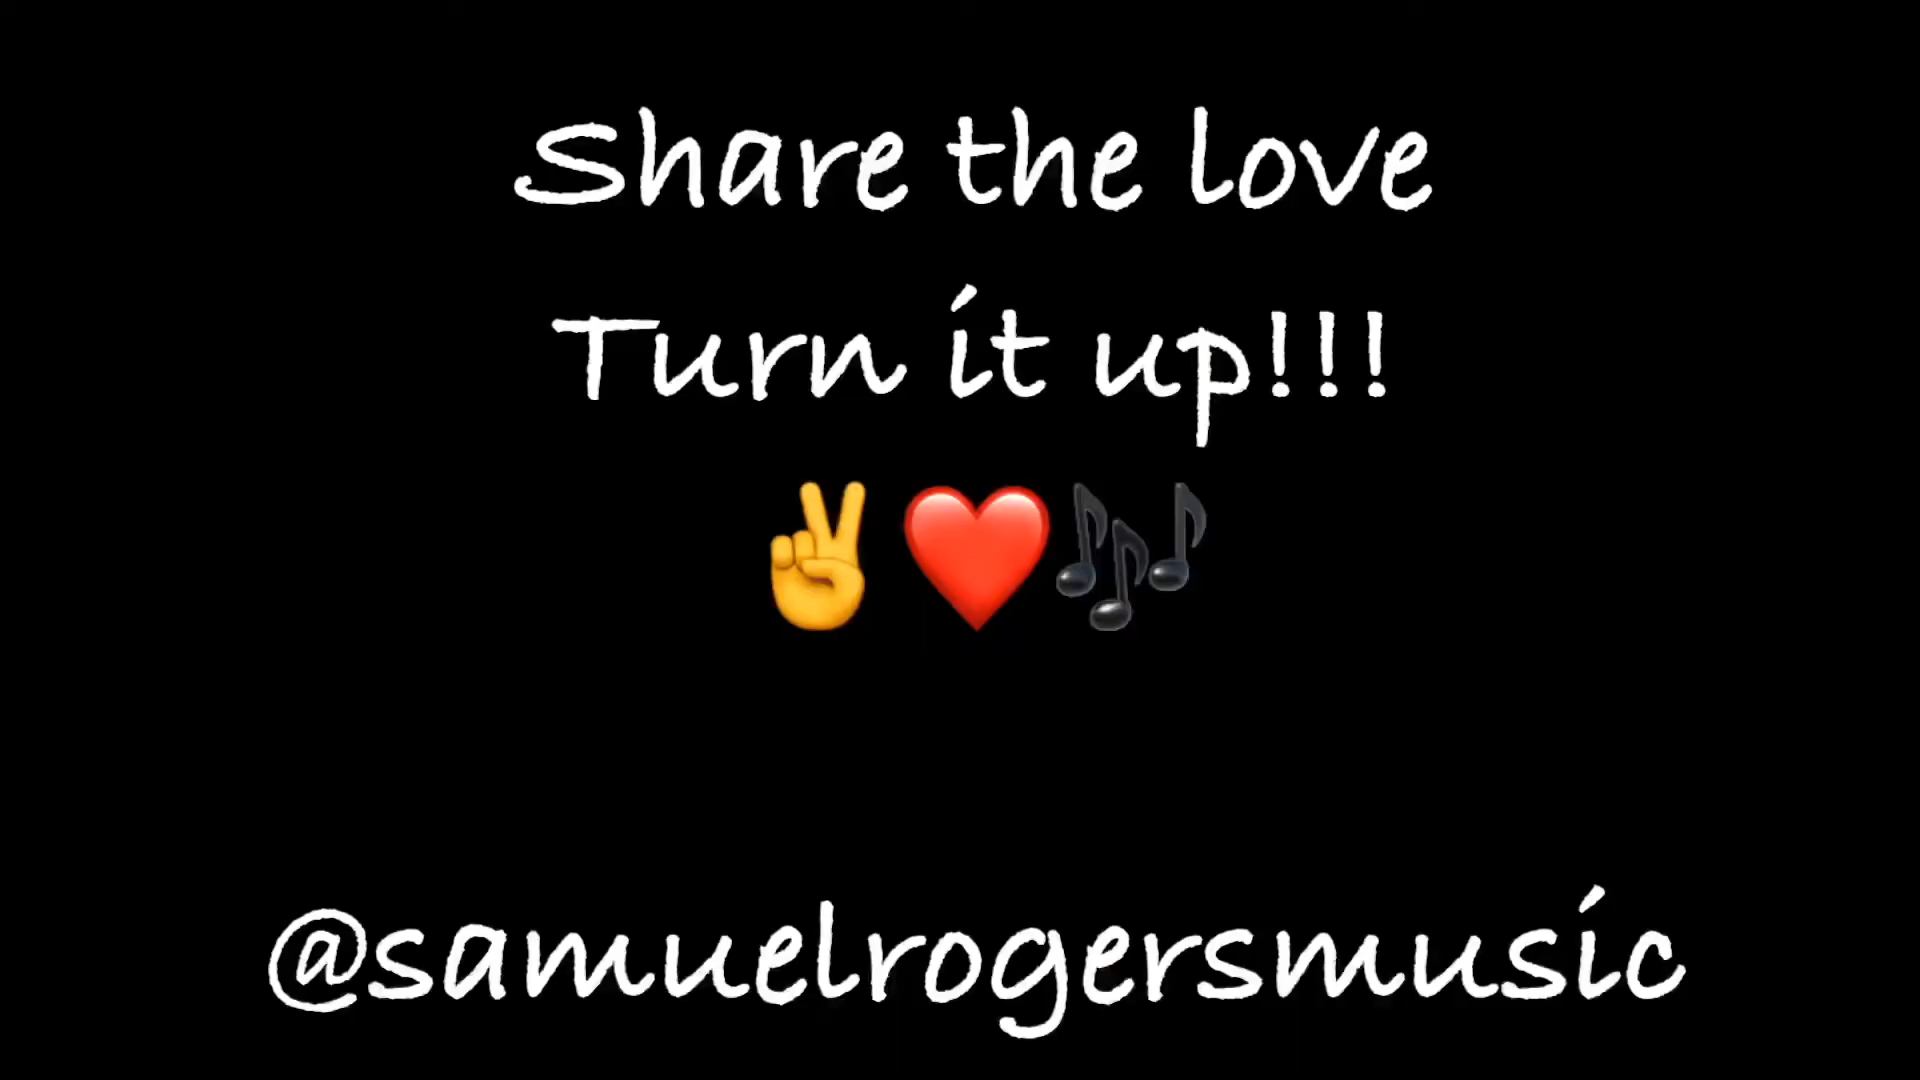 Share the love
Turn it up!!!
✌️❤️🎶
@samuelrogersmusic